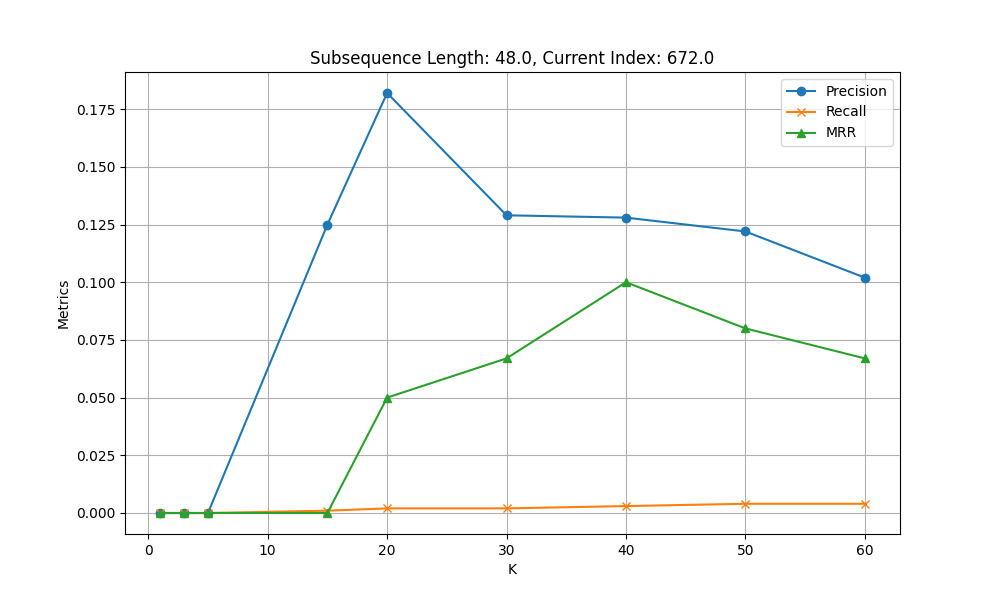 Subsequence Length: 48.0, Current Index: 672.0
Precision
Recall
MRR
0.175
0.150
0.125
0.100
0.075
0.050
0.025
0.000
Metrics
0 10 20 30 40 50 60
K